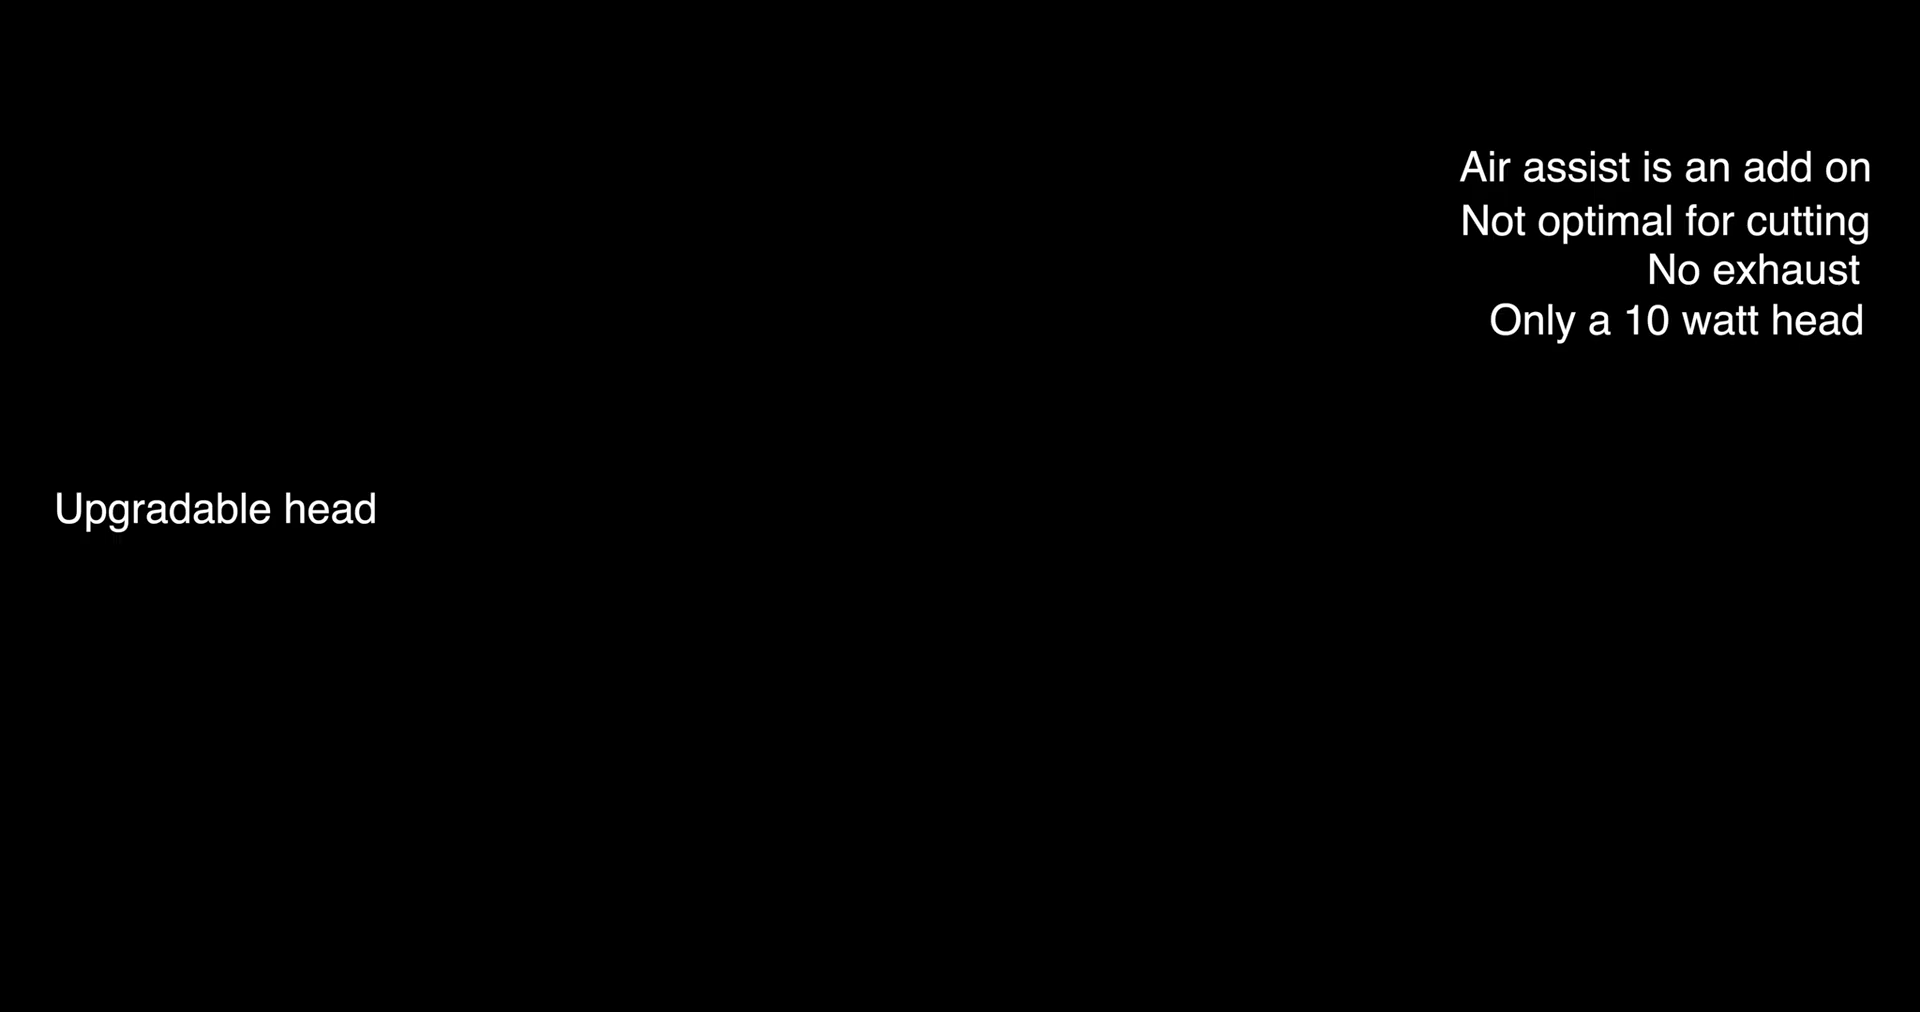 Air assist is an add on
Not optimal for cutting
No exhaust
Only a 10 watt head
Upgradable head